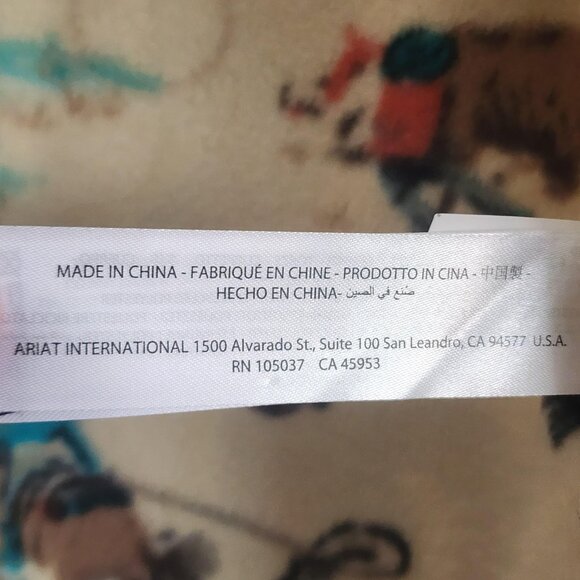 MADE IN CHINA - FABRIQUÉ EN CHINE - PRODOTTO IN CINA - 中国製 -
HECHO EN CHINA- صُنع في الصين
ARIAT INTERNATIONAL 1500 Alvarado St., Suite 100 San Leandro, CA 94577 U.S.A.
RN 105037 CA 45953